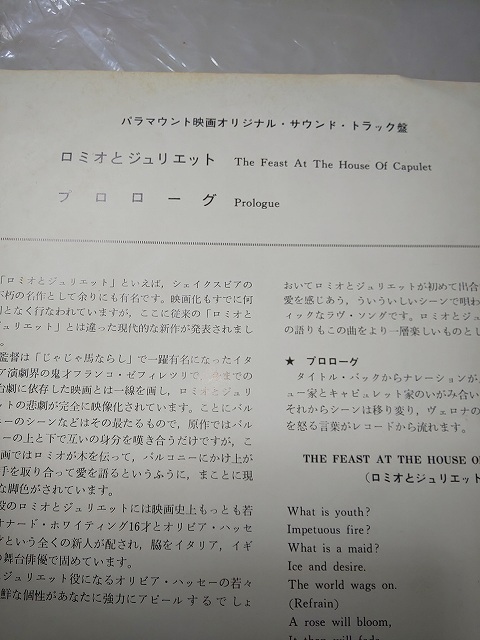 パラマウント映画オリジナル・サウンド・トラック盤
ロミオとジュリエット The Feast At The House Of Capulet
プロローグ Prologue
「ロミオとジュリエット」といえば，シェイクスピアの
不朽の名作として余りにも有名です。映画化もすでに何
となく行なわれていますが，ここに従来の「ロミオと
ュリエット」とは違った現代的な新作が発表されまし
監督は「じゃじゃ馬ならし」で一躍有名になったイタ
ア演劇界の鬼才フランコ・ゼフィレッリで，今までの
台劇に依存した映画とは一線を画し，ロミオとジュリ
ットの悲劇が完全に映像化されています。ことにバル
ニーのシーンなどはその最たるもので，原作ではバル
ニーの上と下で互いの身分を嘆き合うだけですが，こ
画ではロミオが木を伝って，バルコニーにかけ上が
手を取り合って愛を語るというふうに，まことに現
な脚色がされています。
役のロミオとジュリエットには映画史上もっとも若
ナード・ホワイティング16才とオリビア・ハッセ
という全くの新人が配され，脇をイタリア，イギ
舞台俳優で固めています。
ジュリエット役になるオリビア・ハッセーの若々
鮮な個性があなたに強力にアピールするでしょ
おいてロミオとジュリエットが初めて出合
愛を感じあう，ういういしいシーンで唄わ
ィックなラヴ・ソングです。ロミオとジュ
の語りもこの曲をより一層楽しいものとし
★ プロローグ
タイトル・バックからナレーションが
ュー家とキャピュレット家のいがみ合い
それからシーンは移り変り，ヴェロナの
を怒る言葉がレコードから流れます。
THE FEAST AT THE HOUSE O
（ロミオとジュリエット
What is youth?
Impetuous fire?
What is a maid?
Ice and desire.
The world wags on.
(Refrain)
A rose will bloom,
It then will fade